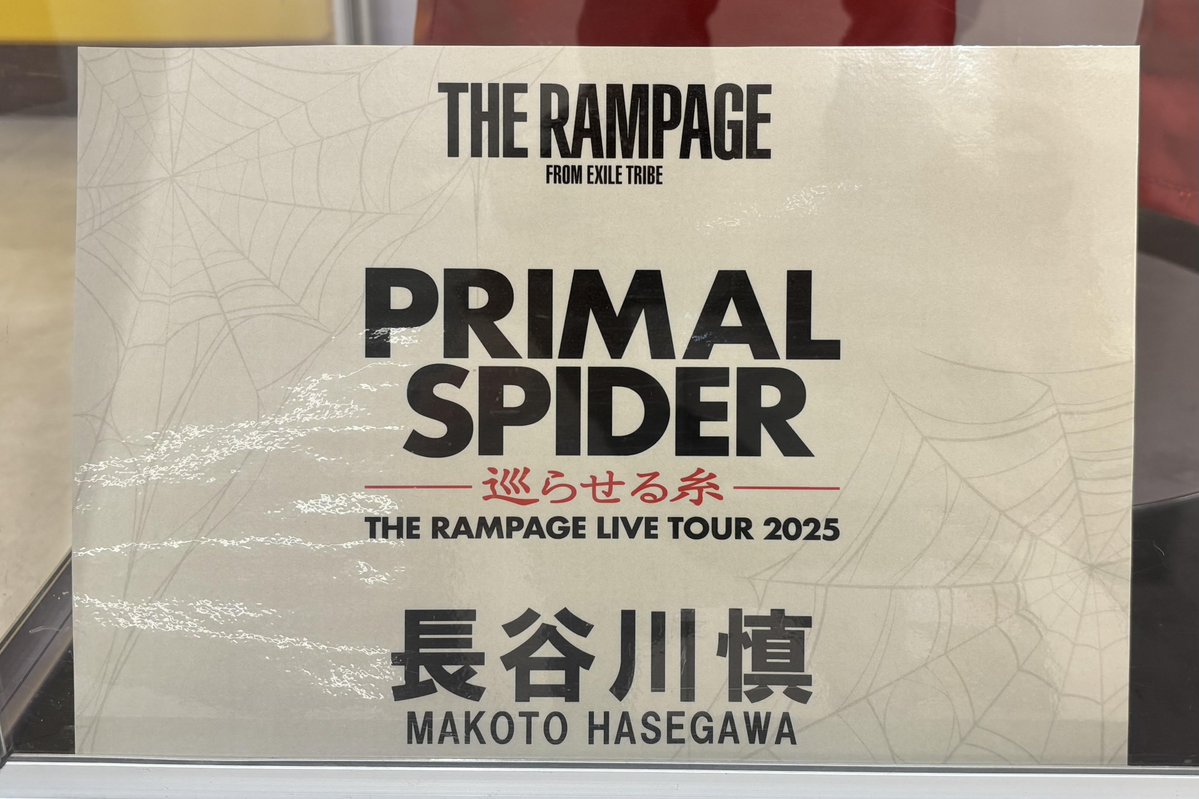 THE RAMPAGE
FROM EXILE TRIBE
PRIMAL
SPIDER
巡らせる糸
THE RAMPAGE LIVE TOUR 2025
長谷川慎
MAKOTO HASEGAWA